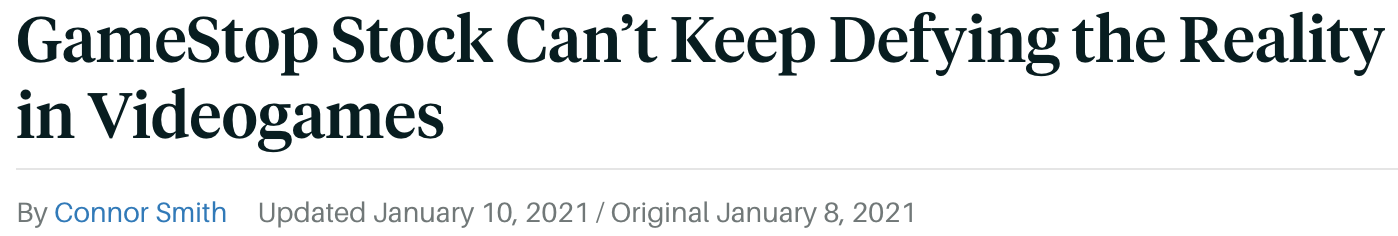 GameStop Stock Can’t Keep Defying the Reality
in Videogames
By Connor Smith Updated January 10, 2021 / Original January 8, 2021